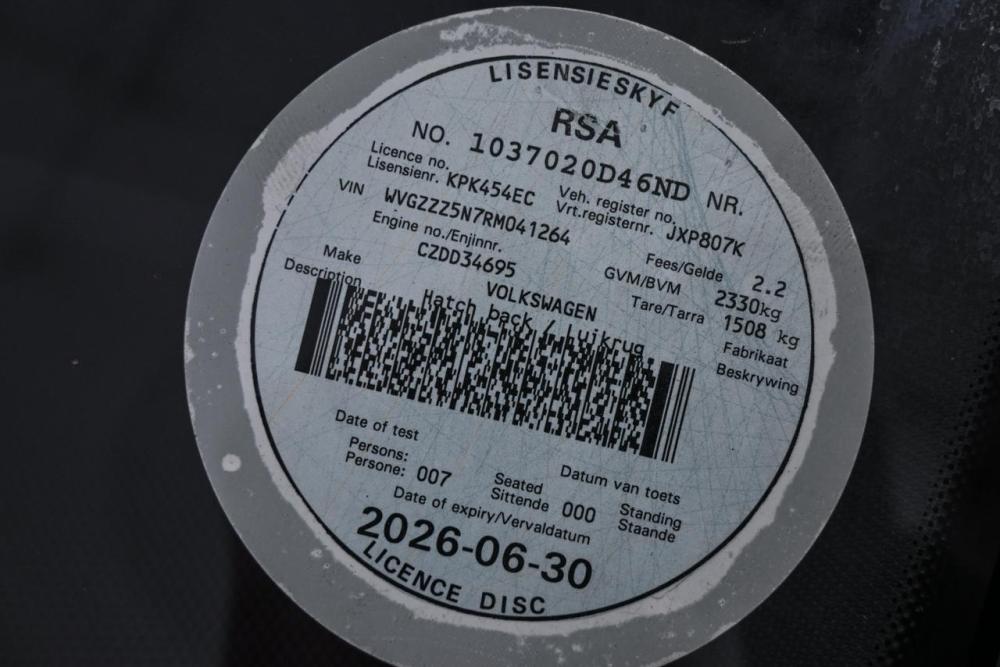 LISENSIESKYF
RSA
NO. 1037020D46ND NR.
Licence no. Lisensienr. KPK454EC Veh. register no. Vrt.registernr. JXP807K
VIN WVGZZZ5N7RM041264
Engine no./Enjinnr. Fees/Gelde 2.2
CZDD34695 GVM/BVM 2330kg
Tare/Tarra 1508 kg
Make VOLKSWAGEN Fabrikaat
Description Hatch back / Luikrug Beskrywing
Date of test Datum van toets
Persons: Persone: 007 Seated Sittende 000 Standing Staande
Date of expiry/Vervaldatum
2026-06-30
LICENCE DISC